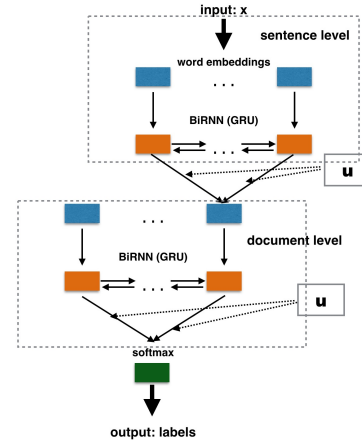 input: x
sentence level
word embeddings
. . .
BiRNN (GRU)
. . .
u
. . .
document level
BiRNN (GRU)
. . .
u
softmax
output: labels